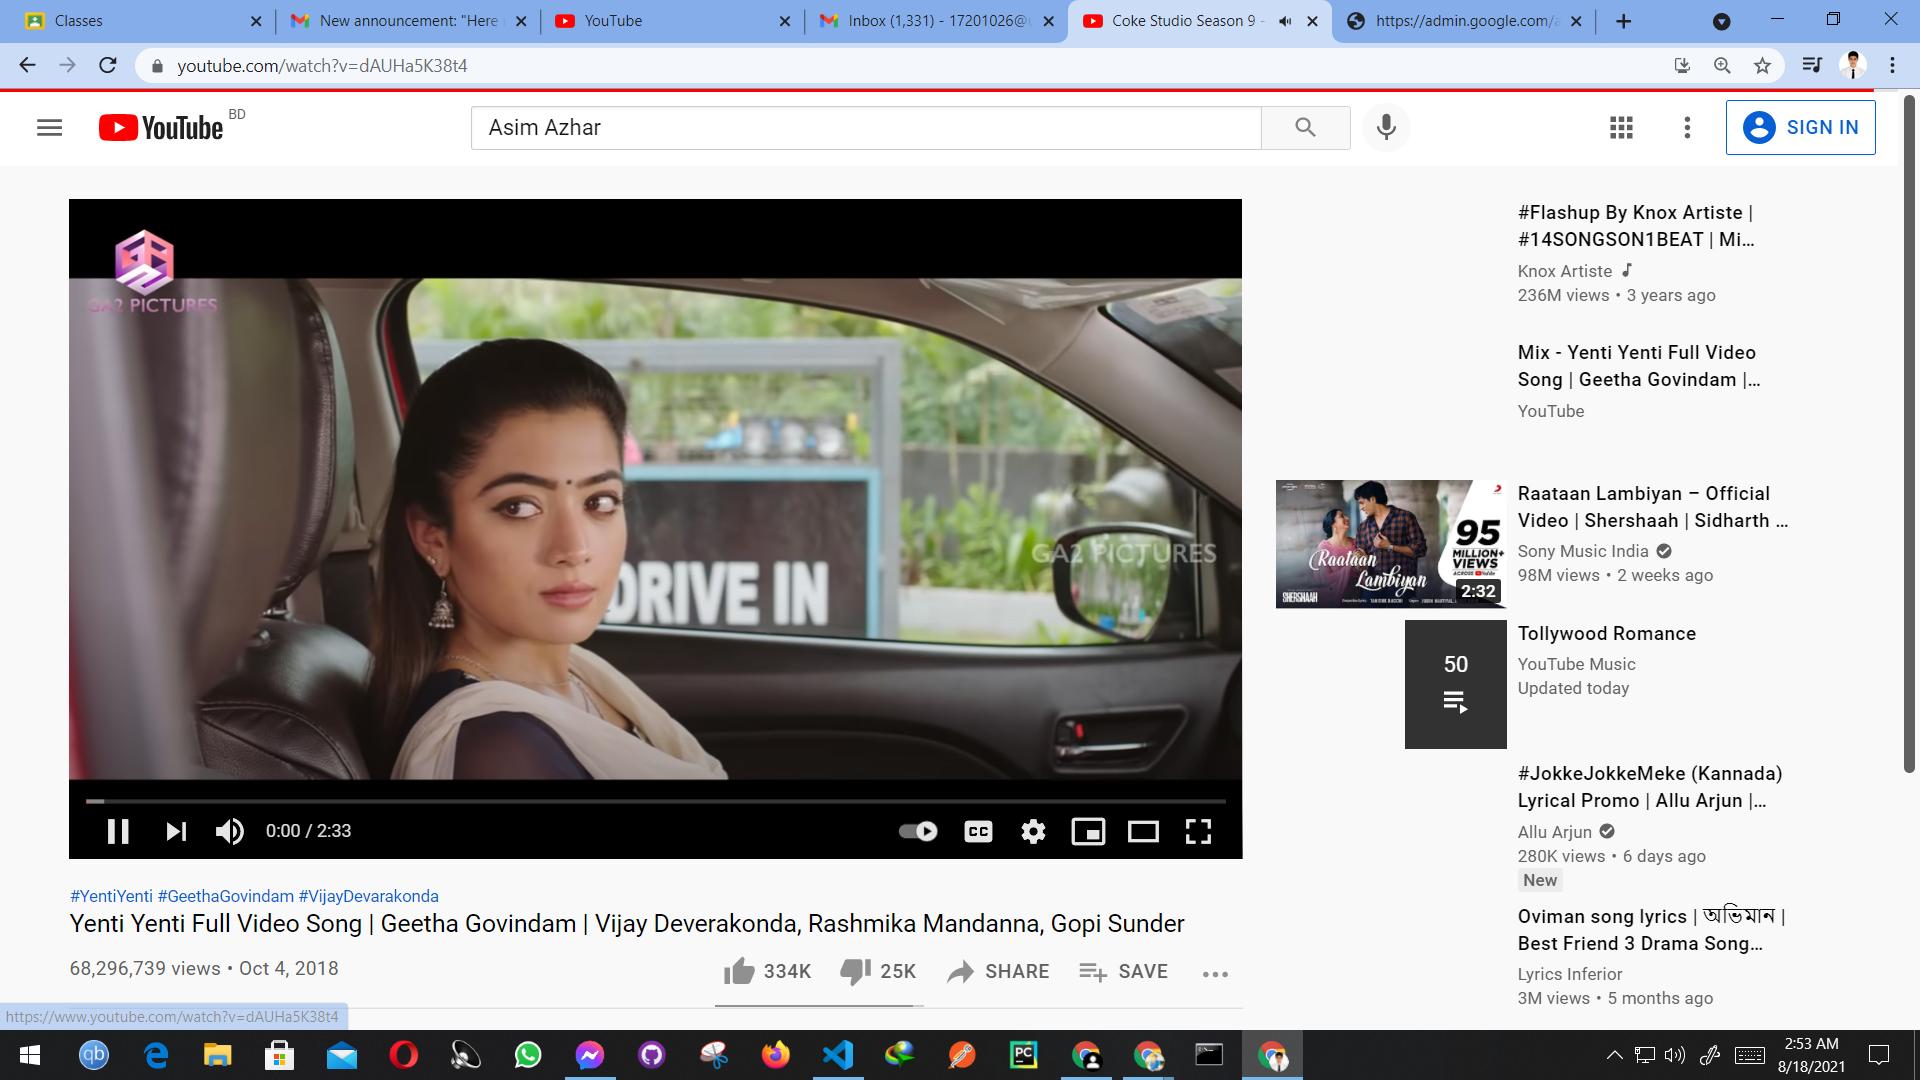 Classes
New announcement: "Here
YouTube
Inbox (1,331) - 17201026@
Coke Studio Season 9 -
https://admin.google.com/a
youtube.com/watch?v=dAUHa5K38t4
YouTube BD
Asim Azhar
SIGN IN
GA2 PICTURES
DRIVE IN
GA2 PICTURES
0:00 / 2:33
CC
#YentiYenti #GeethaGovindam #VijayDevarakonda
Yenti Yenti Full Video Song | Geetha Govindam | Vijay Deverakonda, Rashmika Mandanna, Gopi Sunder
68,296,739 views • Oct 4, 2018
334K
25K
SHARE
SAVE
#Flashup By Knox Artiste |
#14SONGSON1BEAT | Mi…
Knox Artiste
236M views • 3 years ago
Mix - Yenti Yenti Full Video
Song | Geetha Govindam |…
YouTube
Raataan
Lambiyan
95
MILLION+
VIEWS
ACROSS YouTube
SHERSHAAH
2:32
Raataan Lambiyan – Official
Video | Shershaah | Sidharth …
Sony Music India
98M views • 2 weeks ago
50
Tollywood Romance
YouTube Music
Updated today
#JokkeJokkeMeke (Kannada)
Lyrical Promo | Allu Arjun |…
Allu Arjun
280K views • 6 days ago
New
Oviman song lyrics | অভিমান |
Best Friend 3 Drama Song…
Lyrics Inferior
3M views • 5 months ago
https://www.youtube.com/watch?v=dAUHa5K38t4
qb
PC
2:53 AM
8/18/2021